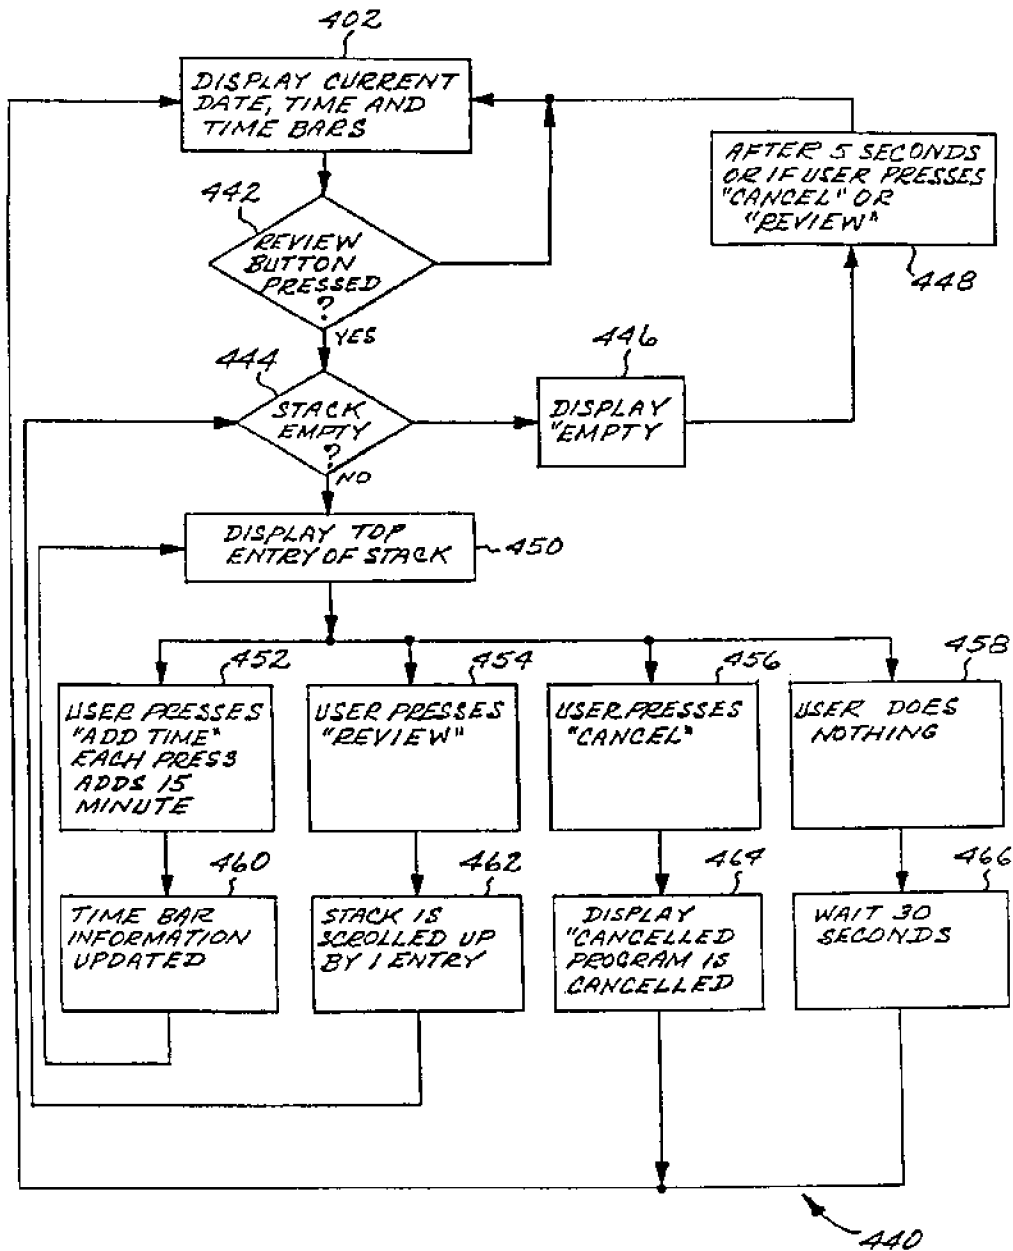 402
DISPLAY CURRENT
DATE, TIME AND
TIME BARS
442
REVIEW
BUTTON
PRESSED
?
YES
AFTER 5 SECONDS
OR IF USER PRESSES
"CANCEL" OR
"REVIEW"
448
444
STACK
EMPTY
?
NO
446
DISPLAY
"EMPTY
DISPLAY TOP
ENTRY OF STACK
450
452
USER PRESSES
"ADD TIME"
EACH PRESS
ADDS 15
MINUTE
454
USER PRESSES
"REVIEW"
456
USER PRESSES
"CANCEL"
458
USER DOES
NOTHING
460
TIME BAR
INFORMATION
UPDATED
462
STACK IS
SCROLLED UP
BY 1 ENTRY
464
DISPLAY
"CANCELLED
PROGRAM IS
CANCELLED
466
WAIT 30
SECONDS
440